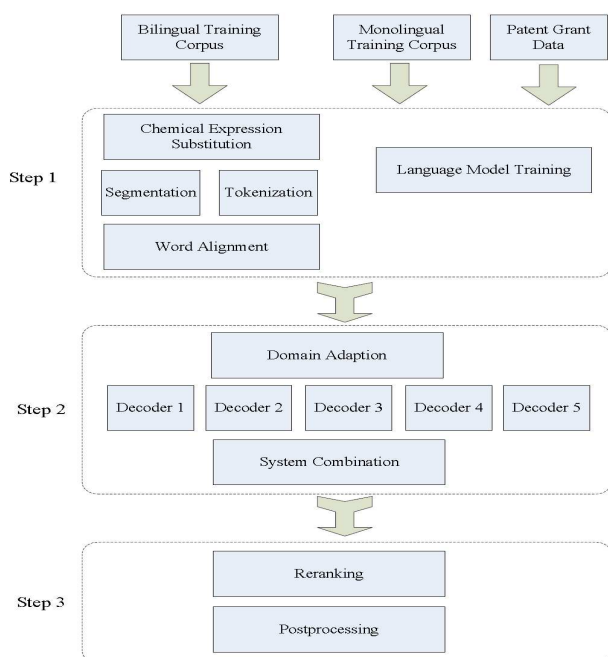 Bilingual Training
Corpus
Monolingual
Training Corpus
Patent Grant
Data
Step 1
Chemical Expression
Substitution
Segmentation
Tokenization
Word Alignment
Language Model Training
Step 2
Domain Adaption
Decoder 1
Decoder 2
Decoder 3
Decoder 4
Decoder 5
System Combination
Step 3
Reranking
Postprocessing